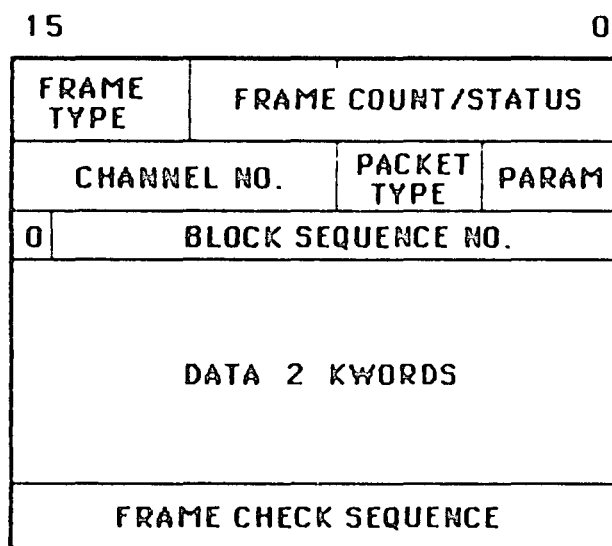 15 0
FRAME TYPE FRAME COUNT/STATUS
CHANNEL NO. PACKET TYPE PARAM
0 BLOCK SEQUENCE NO.
DATA 2 KWORDS
FRAME CHECK SEQUENCE